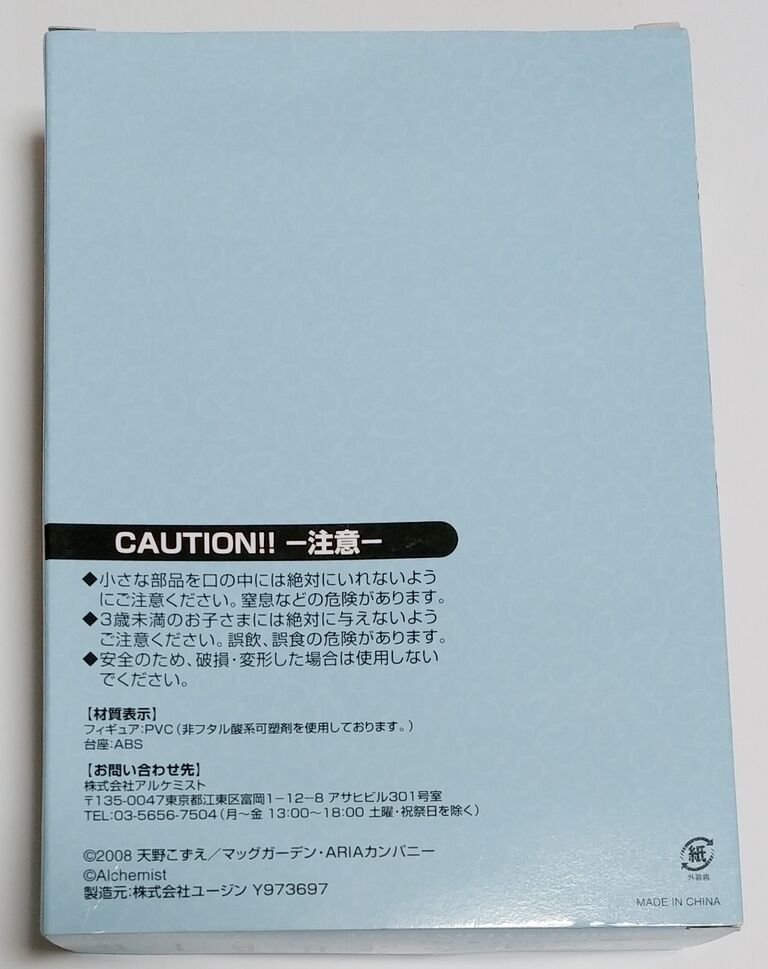 CAUTION!! ー注意ー
◆小さな部品を口の中には絶対にいれないよう
にご注意ください。窒息などの危険があります。
◆3歳未満のお子さまには絶対に与えないよう
ご注意ください。誤飲、誤食の危険があります。
◆安全のため、破損・変形した場合は使用しない
でください。
【材質表示】
フィギュア:PVC(非フタル酸系可塑剤を使用しております。)
台座:ABS
【お問い合わせ先】
株式会社アルケミスト
〒135-0047東京都江東区富岡1-12-8 アサヒビル301号室
TEL:03-5656-7504(月〜金 13:00〜18:00 土曜・祝祭日を除く)
©2008 天野こずえ/マッグガーデン・ARIAカンパニー
©Alchemist
製造元:株式会社ユージン Y973697
紙
外装箱
MADE IN CHINA